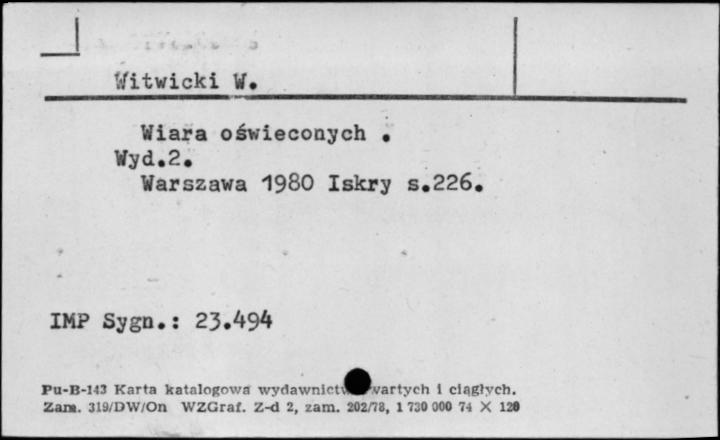 Witwicki W.
Wiara oświeconych .
Wyd.2.
Warszawa 1980 Iskry s.226.
IMP Sygn.: 23.494
Pu-B-143 Karta katalogowa wydawnictw zwartych i ciągłych.
Zam. 319/DW/On WZGraf. Z-d 2, zam. 202/78, 1 730 000 74 X 120